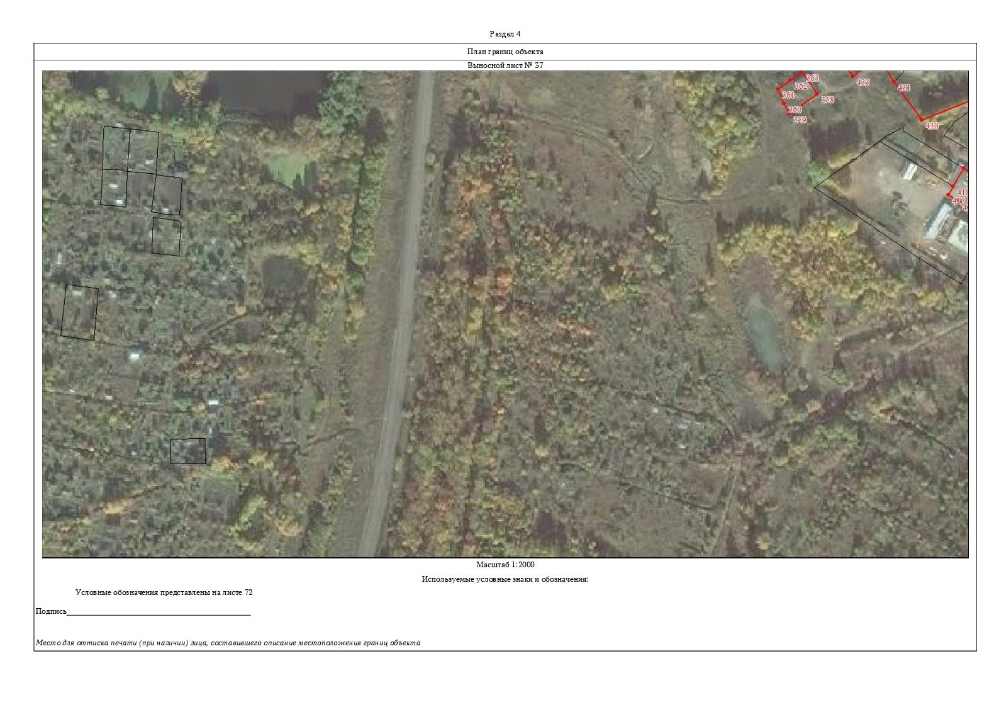 Раздел 4
План границ объекта
Выносной лист № 37
363
362
361
360
359
358
433
431
430
418
417
Масштаб 1:2000
Используемые условные знаки и обозначения:
Условные обозначения представлены на листе 72
Подпись
Место для оттиска печати (при наличии) лица, составившего описание местоположения границ объекта